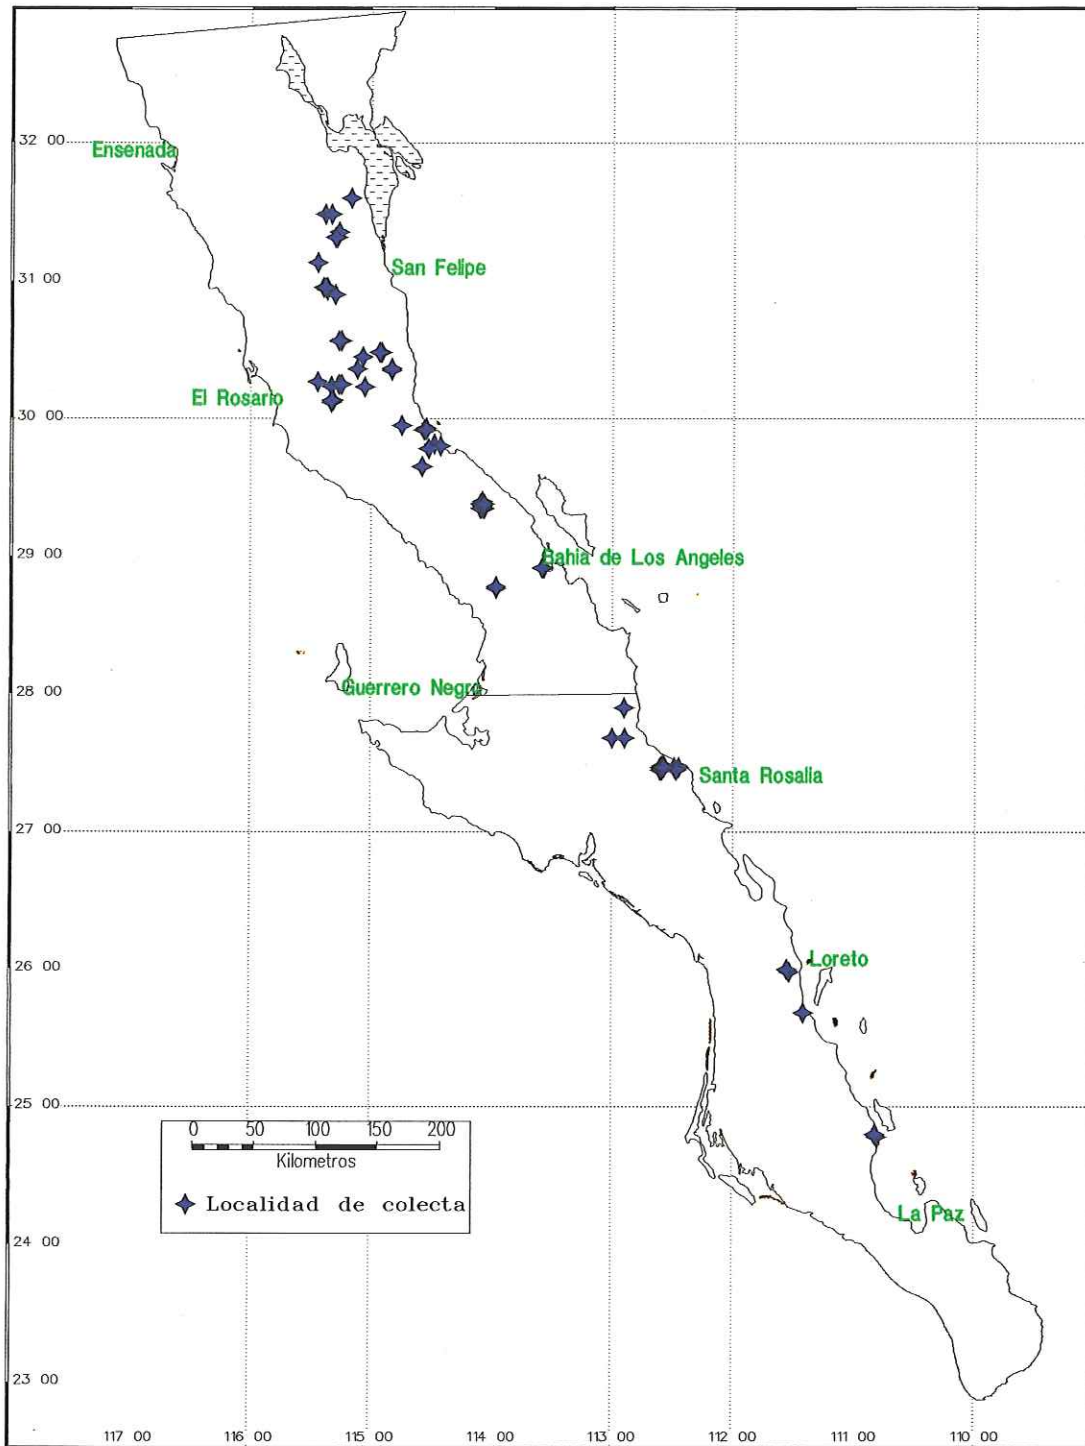 32 00
Ensenada
San Felipe
31 00
El Rosario
30 00
29 00
Bahia de Los Angeles
28 00
Guerrero Negro
Santa Rosalia
27 00
26 00
Loreto
25 00
0 50 100 150 200
Kilometros
Localidad de colecta
La Paz
24 00
23 00
117 00 116 00 115 00 114 00 113 00 112 00 111 00 110 00